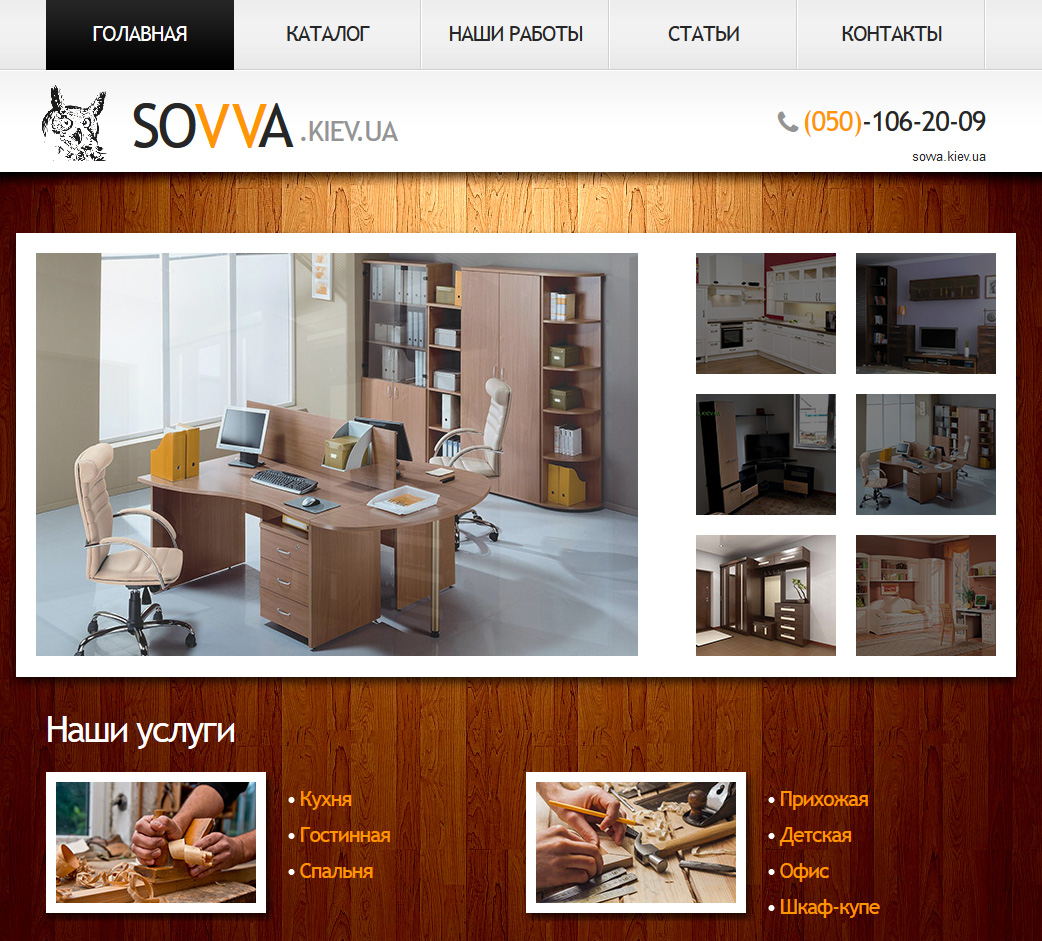 ГОЛАВНАЯ
КАТАЛОГ
НАШИ РАБОТЫ
СТАТЬИ
КОНТАКТЫ
SOVVA.KIEV.UA
(050)-106-20-09
sovva.kiev.ua
Наши услуги
• Кухня
• Гостинная
• Спальня
• Прихожая
• Детская
• Офис
• Шкаф-купе